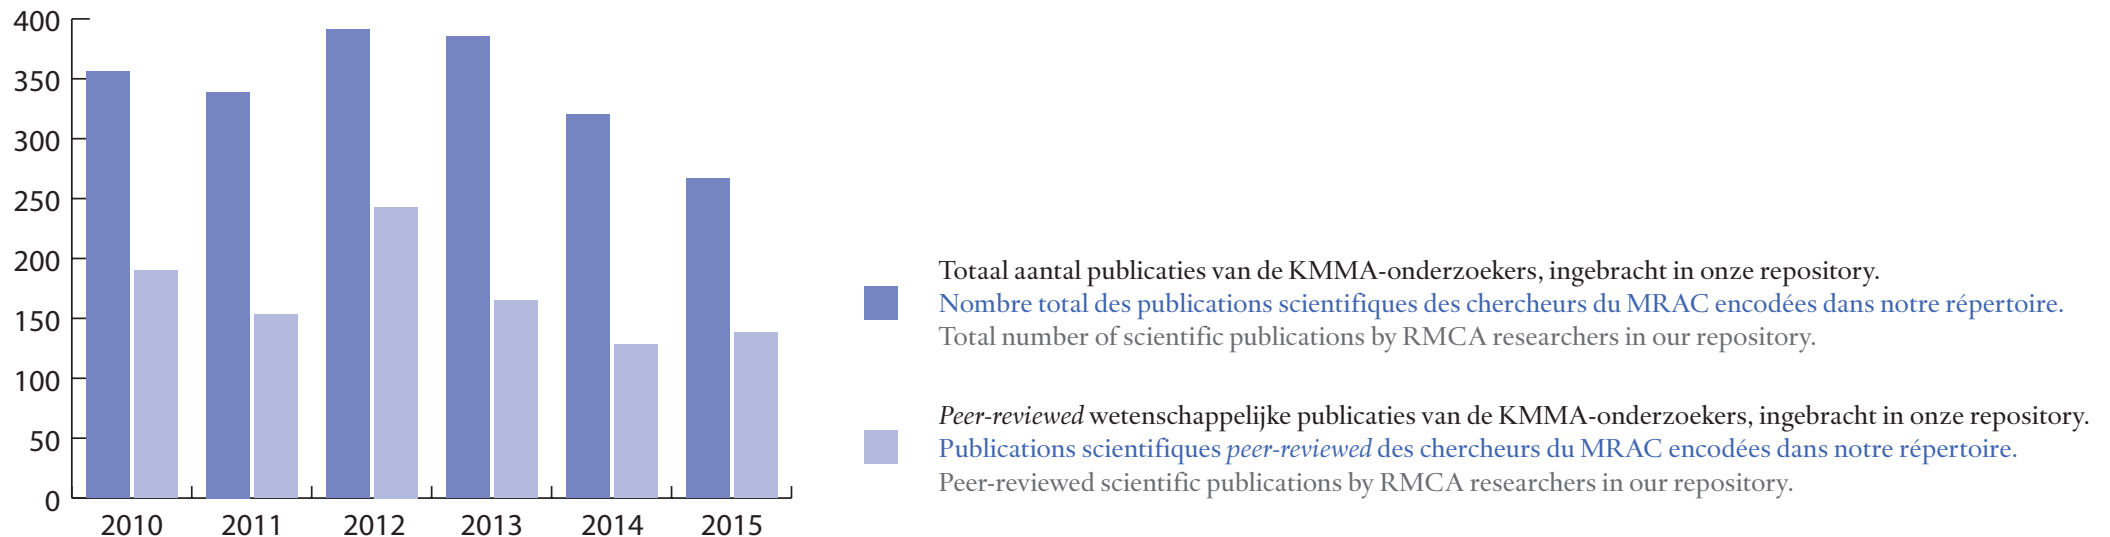 400
350
300
250
200
150
100
50
0
2010 2011 2012 2013 2014 2015
Totaal aantal publicaties van de KMMA-onderzoekers, ingebracht in onze repository.
Nombre total des publications scientifiques des chercheurs du MRAC encodées dans notre répertoire.
Total number of scientific publications by RMCA researchers in our repository.
Peer-reviewed wetenschappelijke publicaties van de KMMA-onderzoekers, ingebracht in onze repository.
Publications scientifiques peer-reviewed des chercheurs du MRAC encodées dans notre répertoire.
Peer-reviewed scientific publications by RMCA researchers in our repository.